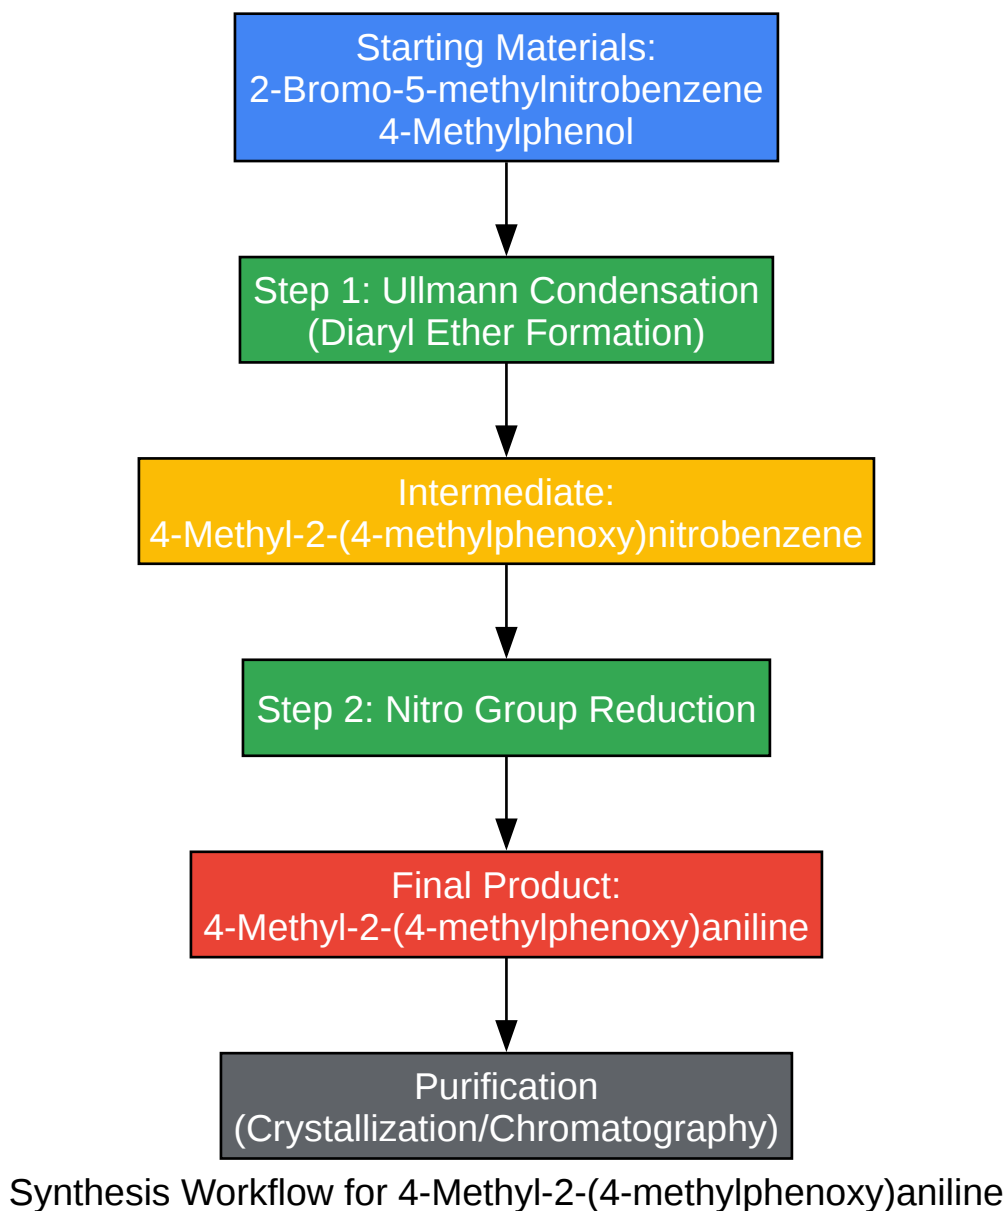 Starting Materials:
2-Bromo-5-methylnitrobenzene
4-Methylphenol
Step 1: Ullmann Condensation
(Diaryl Ether Formation)
Intermediate:
4-Methyl-2-(4-methylphenoxy)nitrobenzene
Step 2: Nitro Group Reduction
Final Product:
4-Methyl-2-(4-methylphenoxy)aniline
Purification
(Crystallization/Chromatography)
Synthesis Workflow for 4-Methyl-2-(4-methylphenoxy)aniline